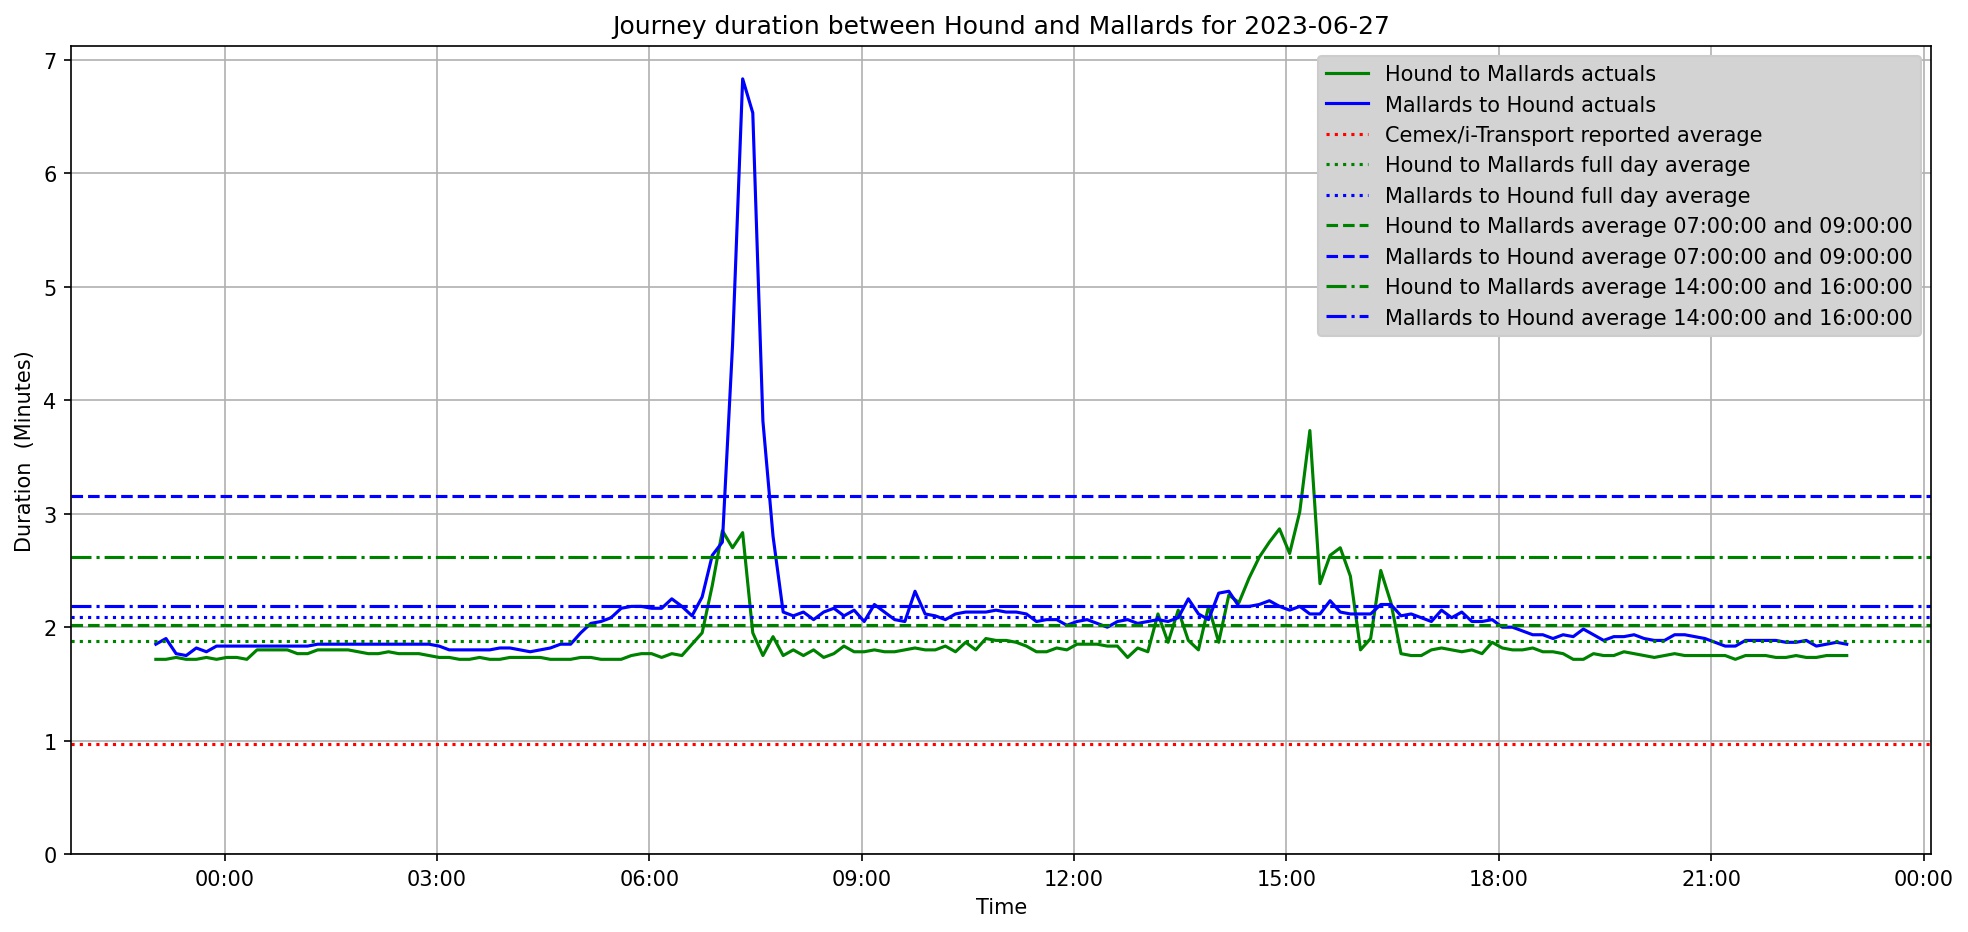 Journey duration between Hound and Mallards for 2023-06-27
7
6
5
4
3
2
1
0
Duration (Minutes)
Hound to Mallards actuals
Mallards to Hound actuals
Cemex/i-Transport reported average
Hound to Mallards full day average
Mallards to Hound full day average
Hound to Mallards average 07:00:00 and 09:00:00
Mallards to Hound average 07:00:00 and 09:00:00
Hound to Mallards average 14:00:00 and 16:00:00
Mallards to Hound average 14:00:00 and 16:00:00
00:00 03:00 06:00 09:00 12:00 15:00 18:00 21:00 00:00
Time